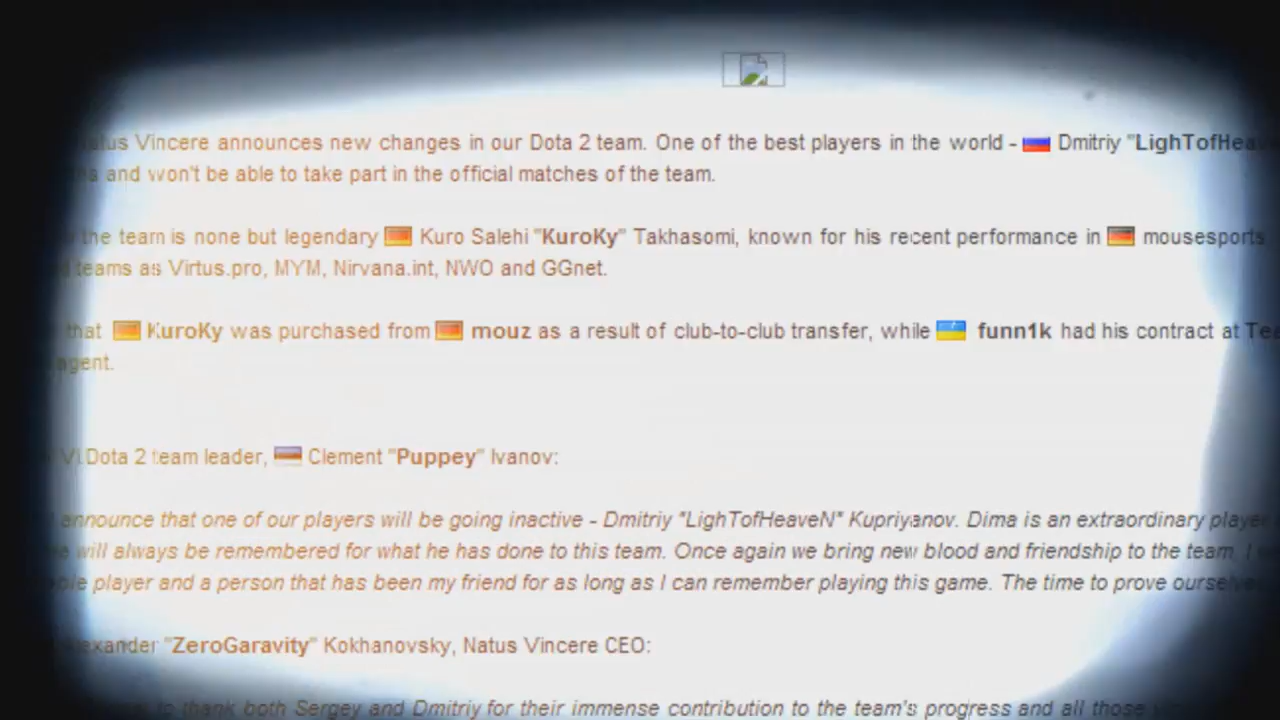 Natus Vincere announces new changes in our Dota 2 team. One of the best players in the world - Dmitriy "LighTofHeave
and won't be able to take part in the official matches of the team.
the team is none but legendary Kuro Salehi "KuroKy" Takhasomi, known for his recent performance in mousesports
teams as Virtus.pro, MYM, Nirvana.int, NWO and GGnet.
that KuroKy was purchased from mouz as a result of club-to-club transfer, while funn1k had his contract at Te
agent.
Dota 2 team leader, Clement "Puppey" Ivanov:
announce that one of our players will be going inactive - Dmitriy "LighTofHeaveN" Kupriyanov. Dima is an extraordinary player
will always be remembered for what he has done to this team. Once again we bring new blood and friendship to the team, I
player and a person that has been my friend for as long as I can remember playing this game. The time to prove ourselve
exander "ZeroGaravity" Kokhanovsky, Natus Vincere CEO:
to thank both Sergey and Dmitriy for their immense contribution to the team's progress and all those